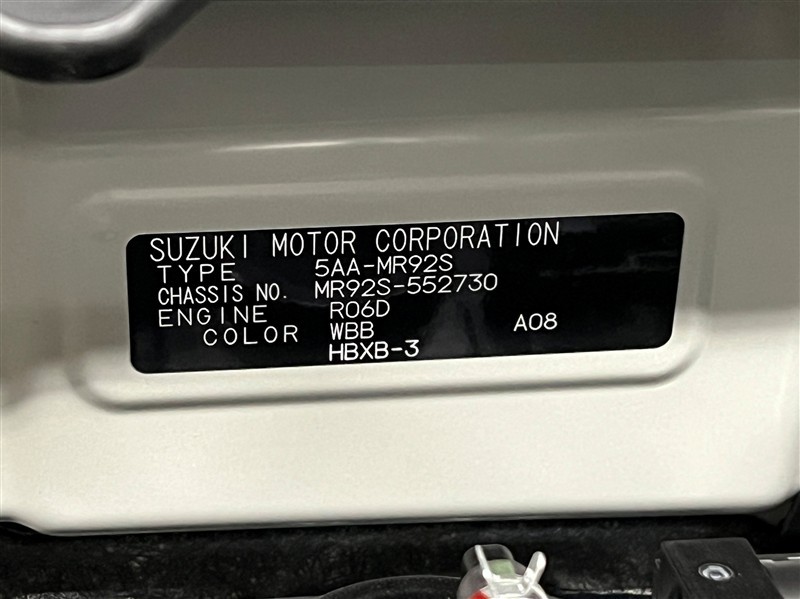 SUZUKI MOTOR CORPORATION
TYPE 5AA-MR92S
CHASSIS NO. MR92S-552730
ENGINE R06D
COLOR WBB A08
HBXB-3